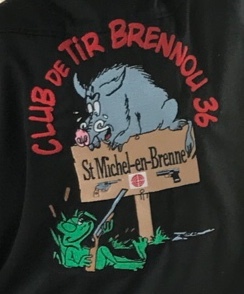 CLUB DE TIR BRENNOU 36
St Michel-en-Brenne